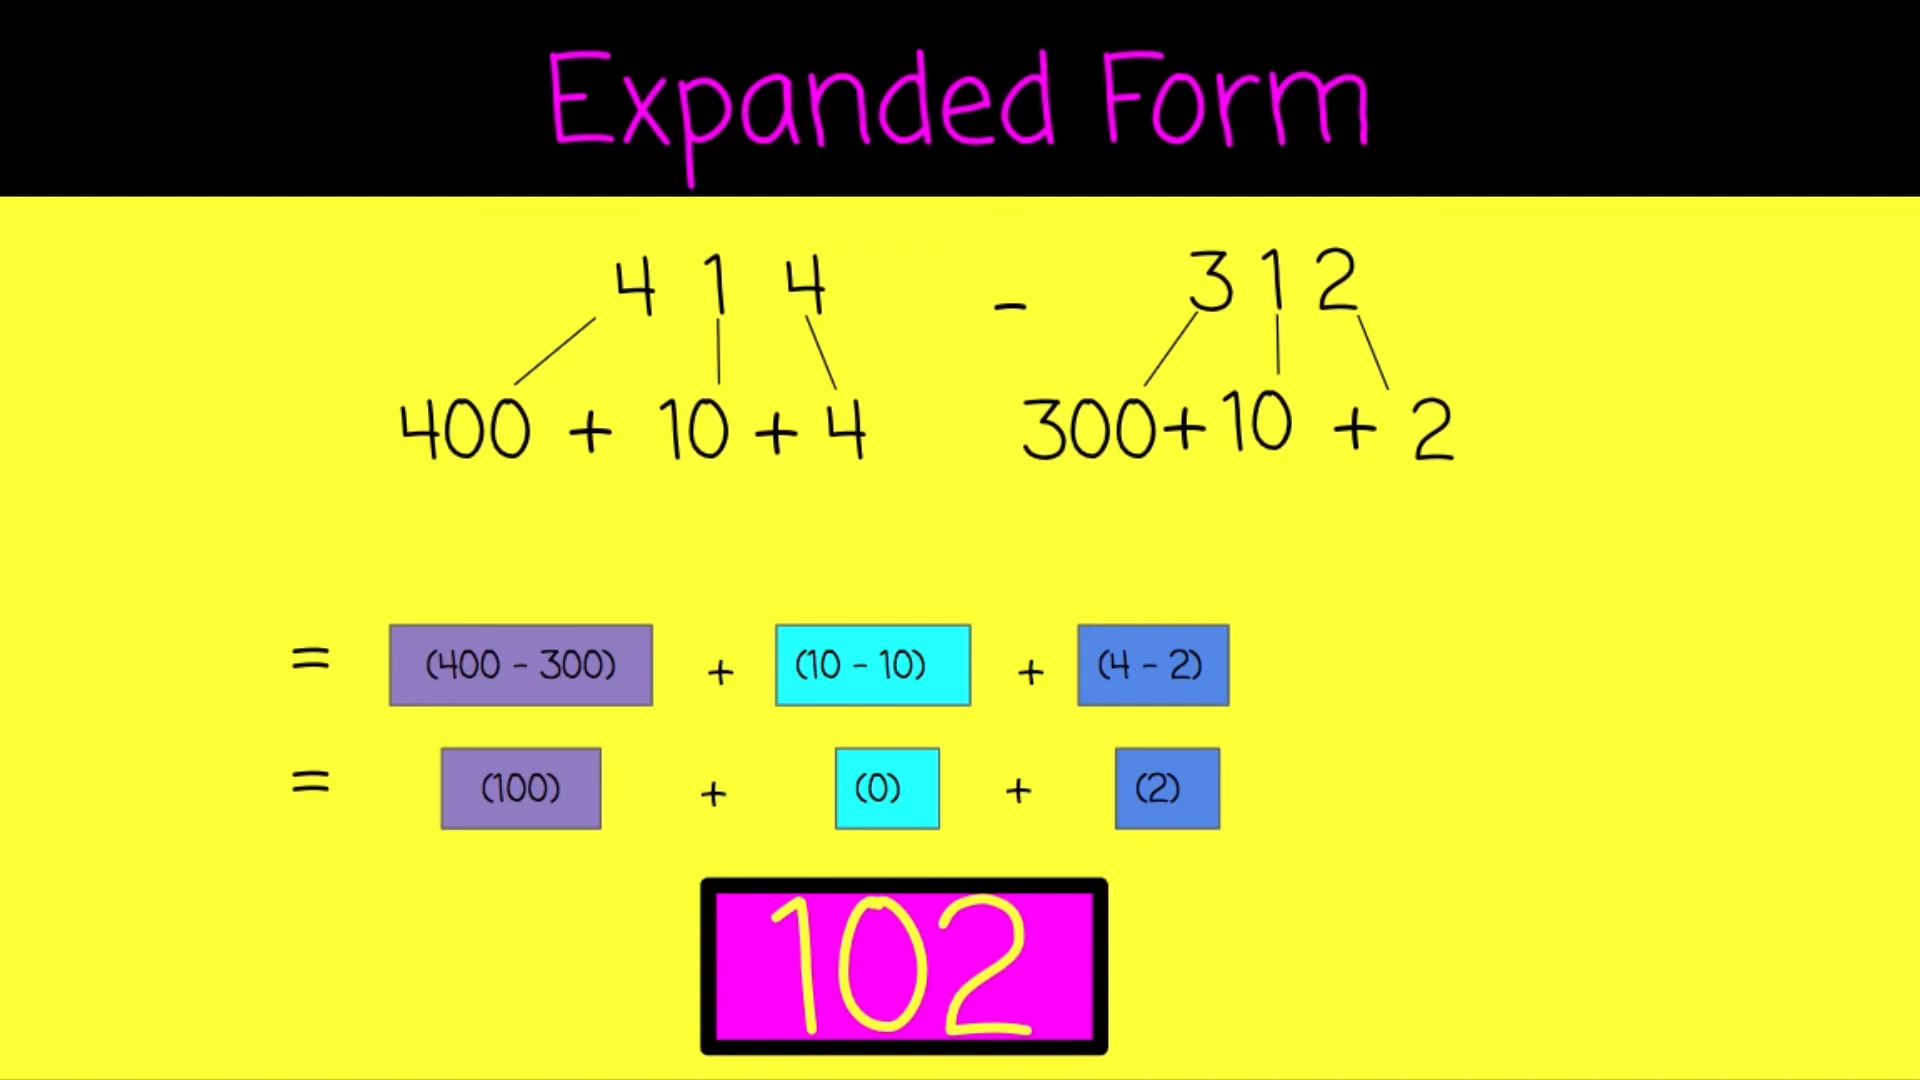 Expanded Form
4 1 4 - 3 1 2
400 + 10 + 4 300+10 + 2
= (400 - 300) + (10 - 10) + (4 - 2)
= (100) + (0) + (2)
102